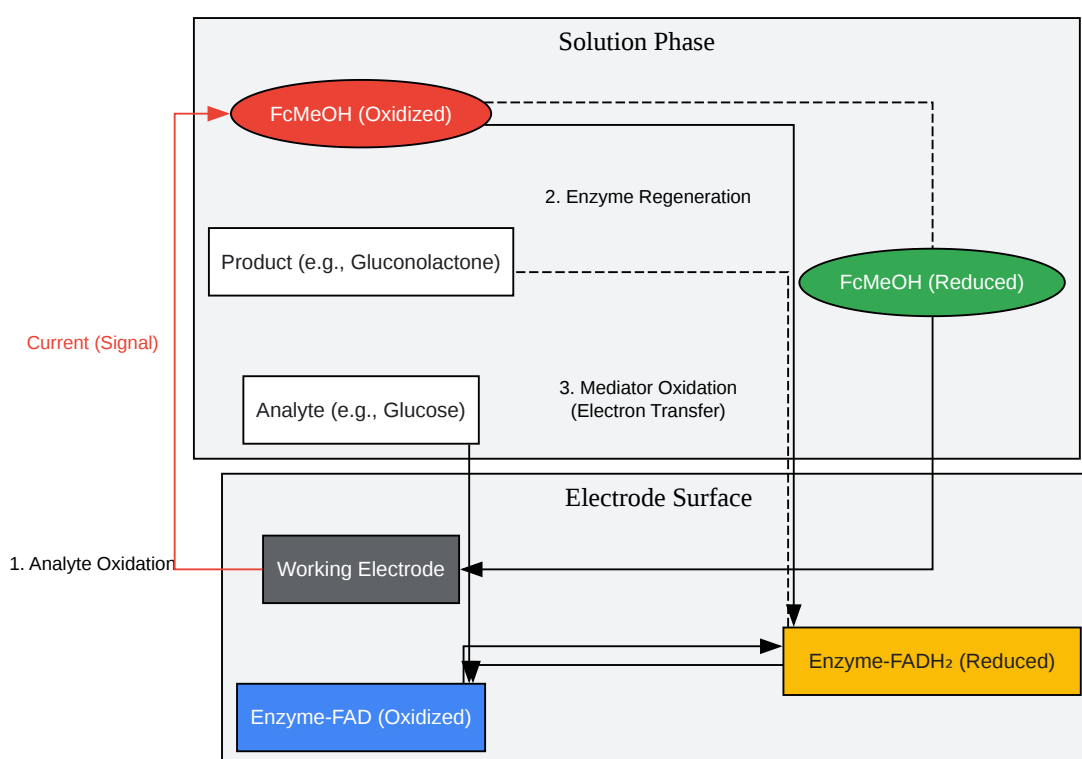 Solution Phase
FcMeOH (Oxidized)
2. Enzyme Regeneration
Product (e.g., Gluconolactone)
FcMeOH (Reduced)
Current (Signal)
3. Mediator Oxidation
(Electron Transfer)
Analyte (e.g., Glucose)
Electrode Surface
1. Analyte Oxidation
Working Electrode
Enzyme-FADH₂ (Reduced)
Enzyme-FAD (Oxidized)